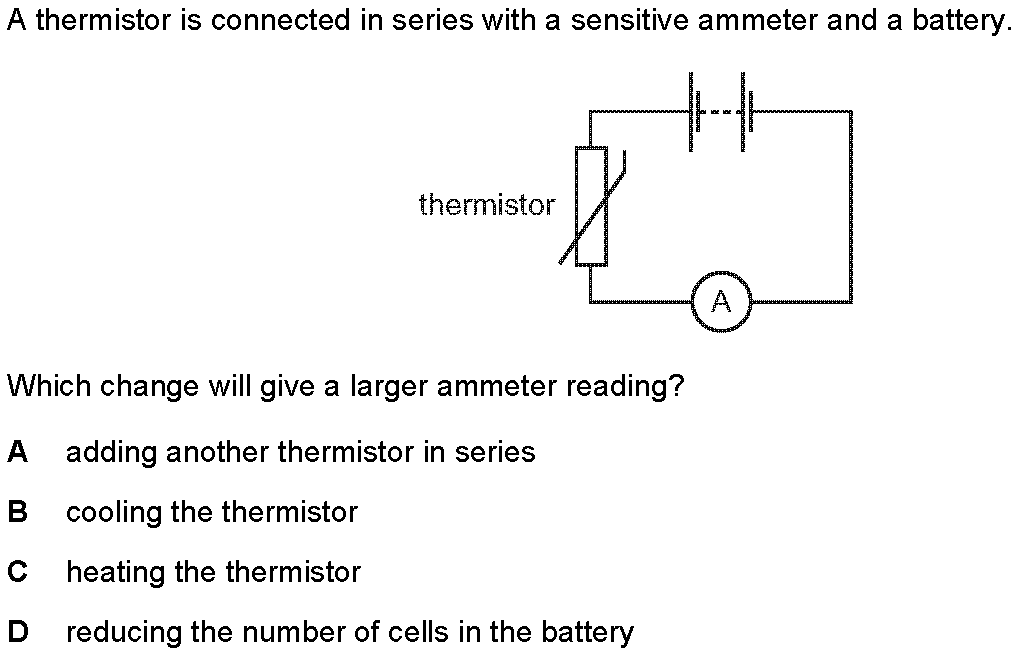 A thermistor is connected in series with a sensitive ammeter and a battery.
thermistor
A
Which change will give a larger ammeter reading?
A adding another thermistor in series
B cooling the thermistor
C heating the thermistor
D reducing the number of cells in the battery